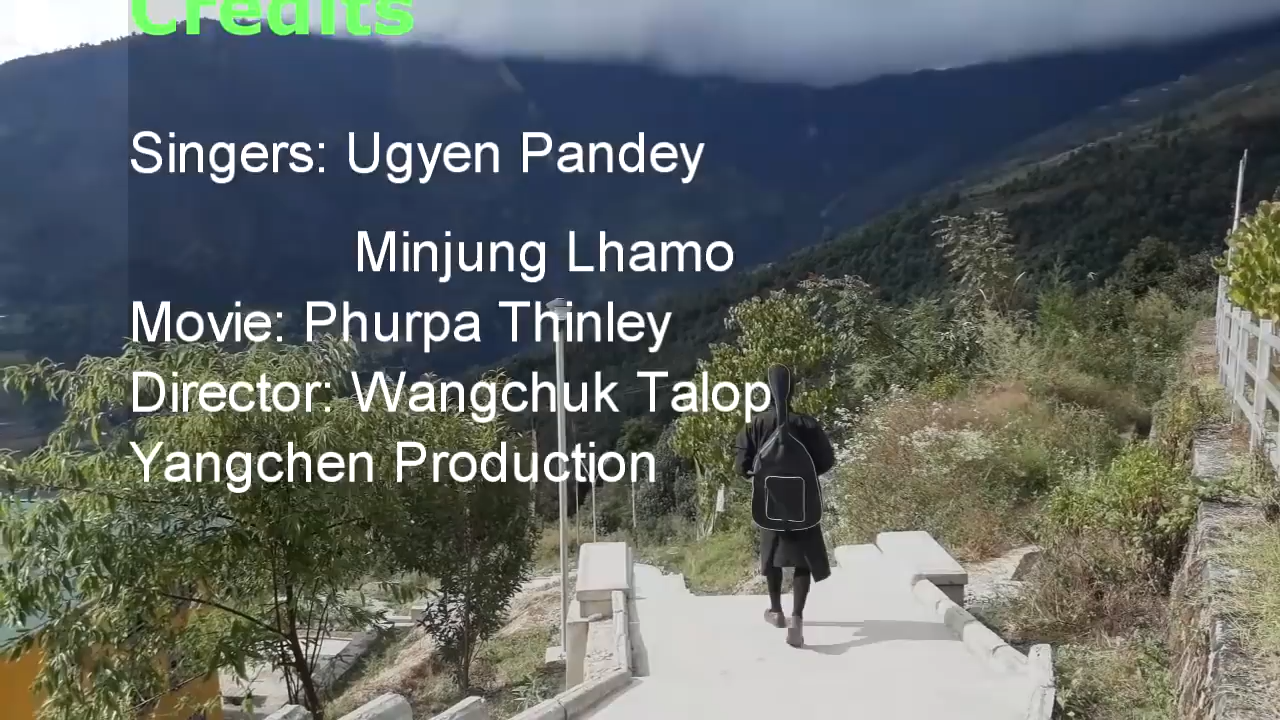 Credits
Singers: Ugyen Pandey
Minjung Lhamo
Movie: Phurpa Thinley
Director: Wangchuk Talop
Yangchen Production